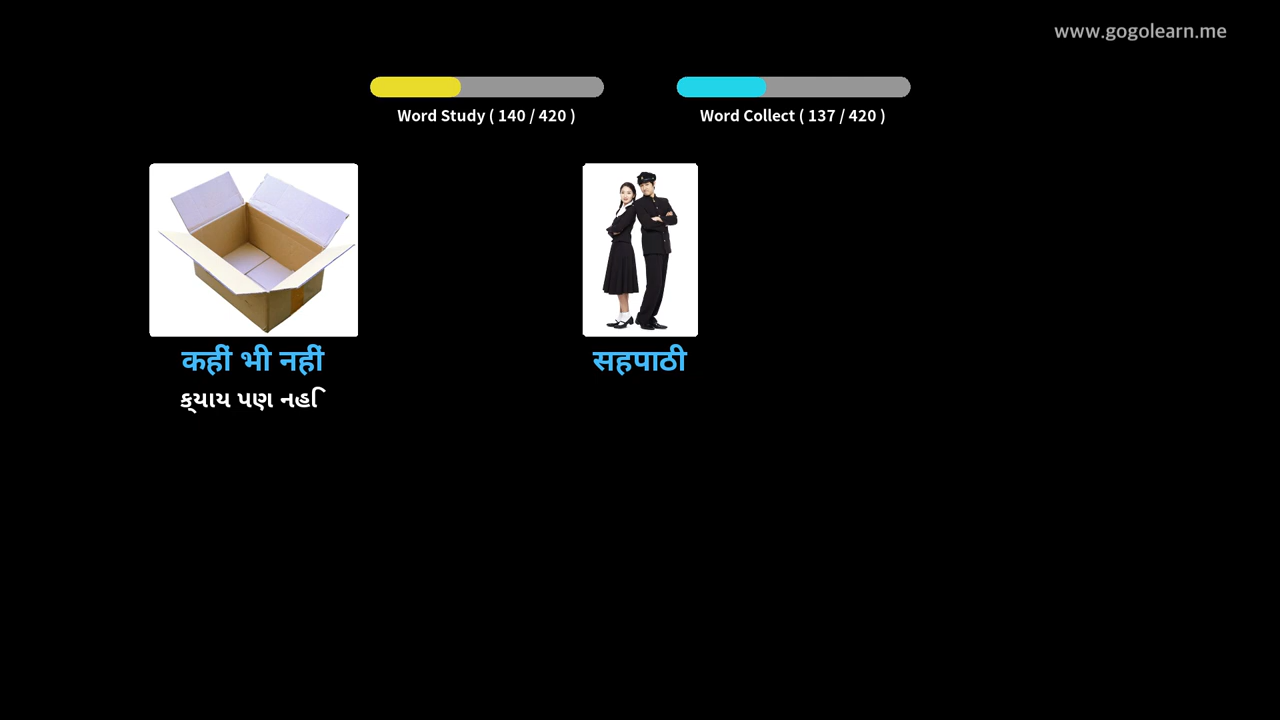 www.gogolearn.me
Word Study ( 140 / 420 )
Word Collect ( 137 / 420 )
कहीं भी नहीं
सहपाठी
ક્યાય પણ નહિ